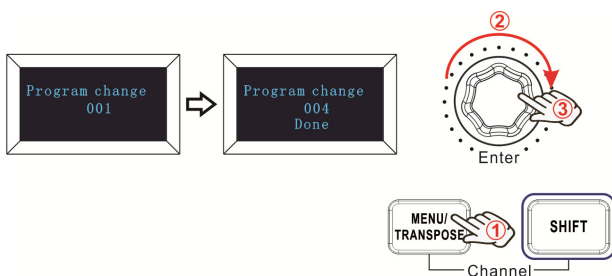 ②
Program change
001
Program change
004
Done
③
Enter
MENU/
TRANSPOSE
①
SHIFT
Channel